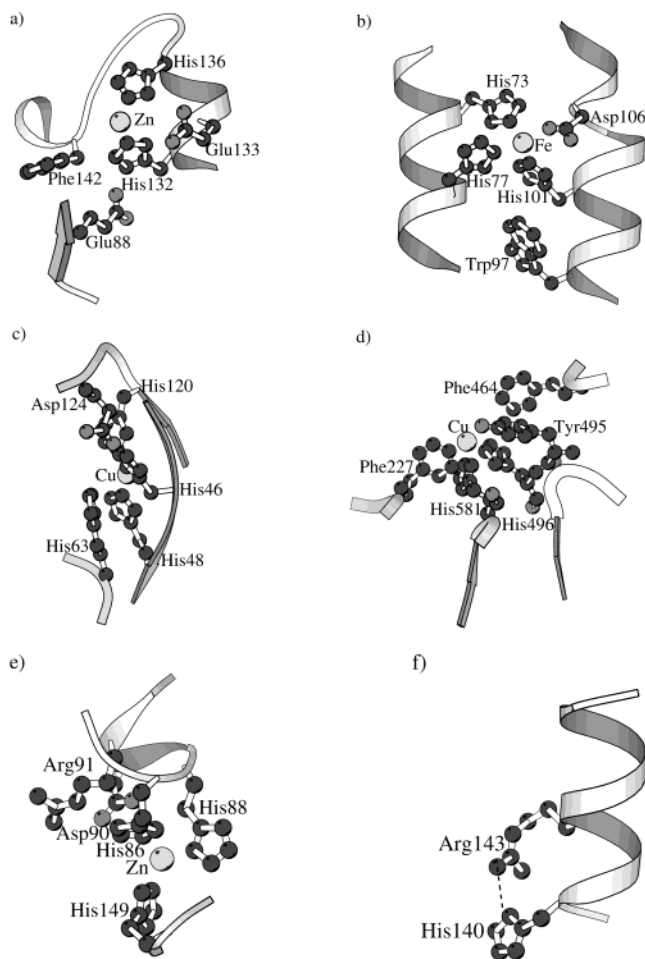 a)
His136
Zn
Glu133
Phe142
His132
Glu88
b)
His73
Asp106
Fe
His77
His101
Trp97
c)
His120
Asp124
Cu
His46
His63
His48
d)
Phe464
Cu
Tyr495
Phe227
His581
His496
e)
Arg91
His88
Asp90
His86
Zn
His149
f)
Arg143
His140